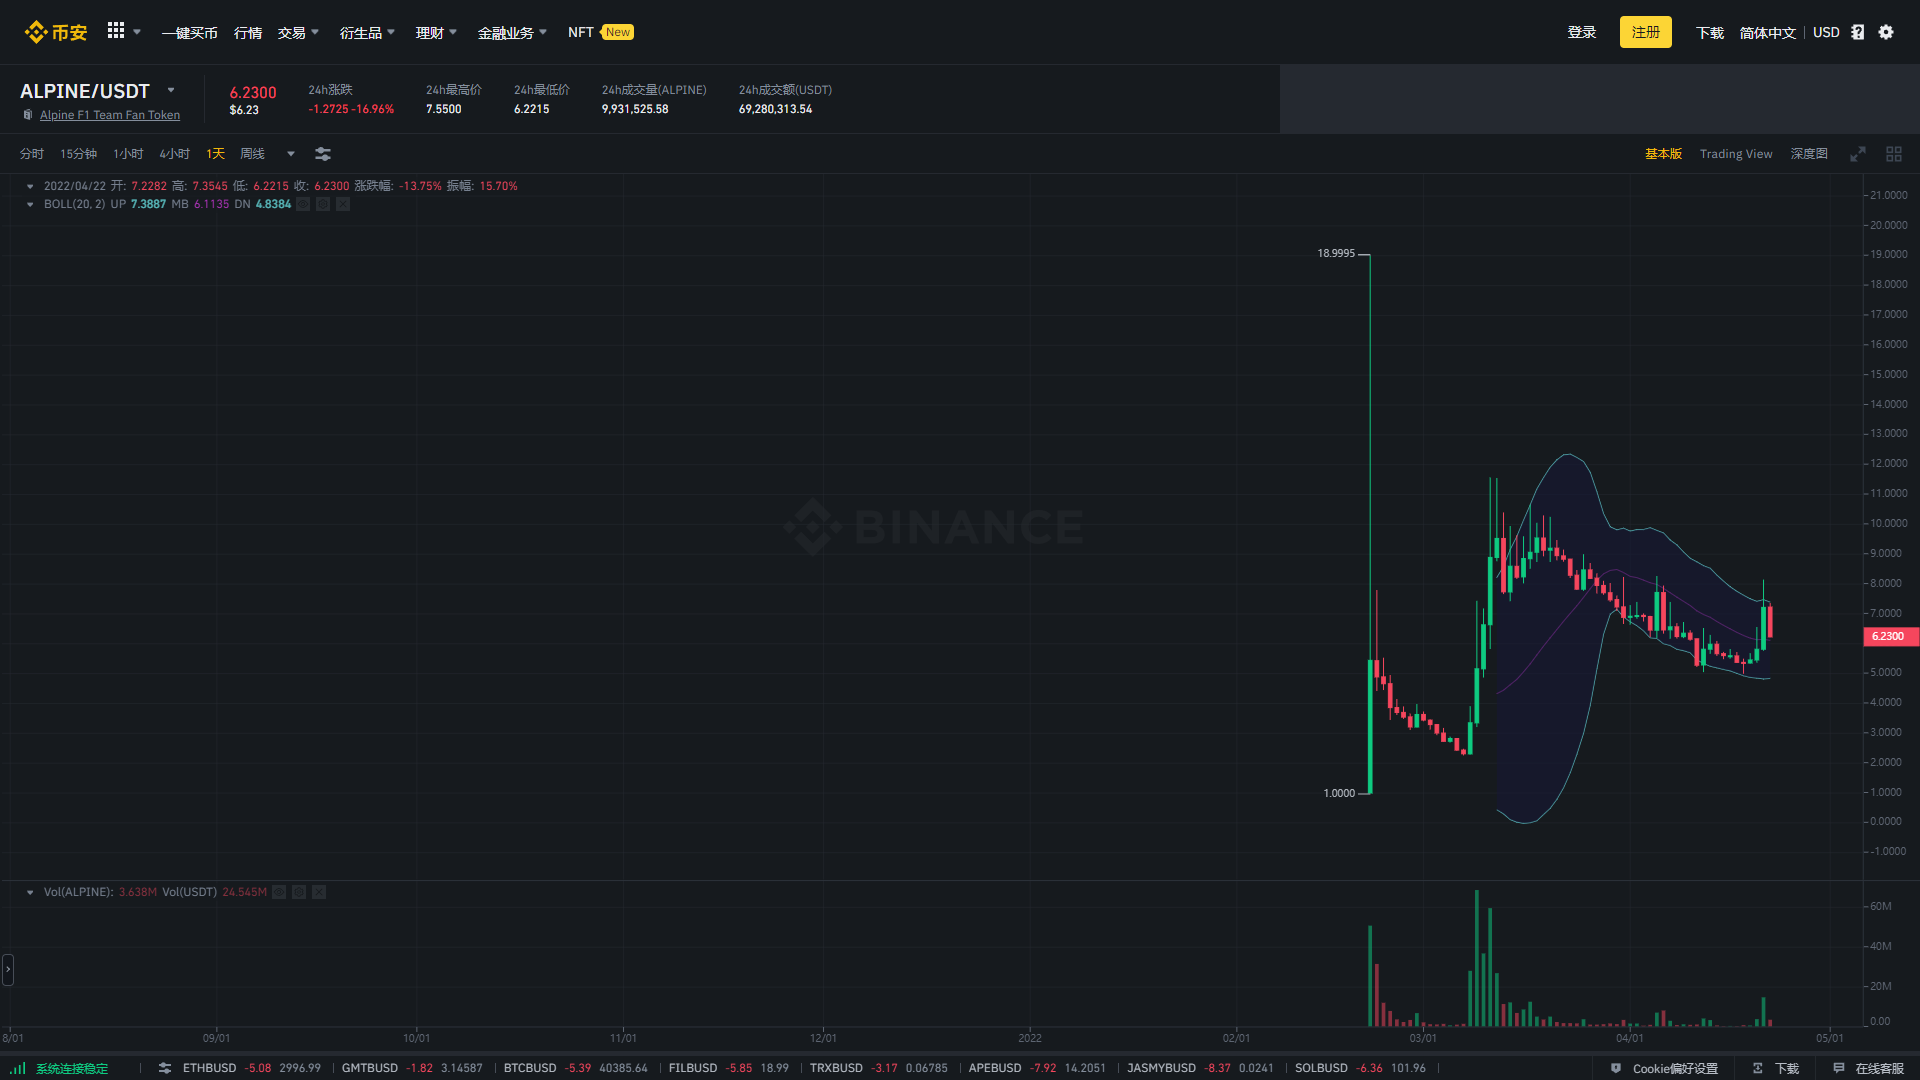 币安 一键买币 行情 交易 衍生品 理财 金融业务 NFT New 登录 注册 下载 简体中文 USD
ALPINE/USDT
Alpine F1 Team Fan Token
6.2300
$6.23
24h涨跌
-1.2725 -16.96%
24h最高价
7.5500
24h最低价
6.2215
24h成交量(ALPINE)
9,931,525.58
24h成交额(USDT)
69,280,313.54
分时 15分钟 1小时 4小时 1天 周线 基本版 Trading View 深度图
2022/04/22 开: 7.2282 高: 7.3545 低: 6.2215 收: 6.2300 涨跌幅: -13.75% 振幅: 15.70%
BOLL(20, 2) UP 7.3887 MB 6.1135 DN 4.8384
18.9995
1.0000
BINANCE
21.0000
20.0000
19.0000
18.0000
17.0000
16.0000
15.0000
14.0000
13.0000
12.0000
11.0000
10.0000
9.0000
8.0000
7.0000
6.2300
5.0000
4.0000
3.0000
2.0000
1.0000
0.0000
-1.0000
Vol(ALPINE): 3.638M Vol(USDT) 24.545M
60M
40M
20M
0.00
8/01 09/01 10/01 11/01 12/01 2022 02/01 03/01 04/01 05/01
系统连接稳定 ETHBUSD -5.08 2996.99 GMTBUSD -1.82 3.14587 BTCBUSD -5.39 40385.64 FILBUSD -5.85 18.99 TRXBUSD -3.17 0.06785 APEBUSD -7.92 14.2051 JASMYBUSD -8.37 0.0241 SOLBUSD -6.36 101.96 Cookie偏好设置 下载 在线客服